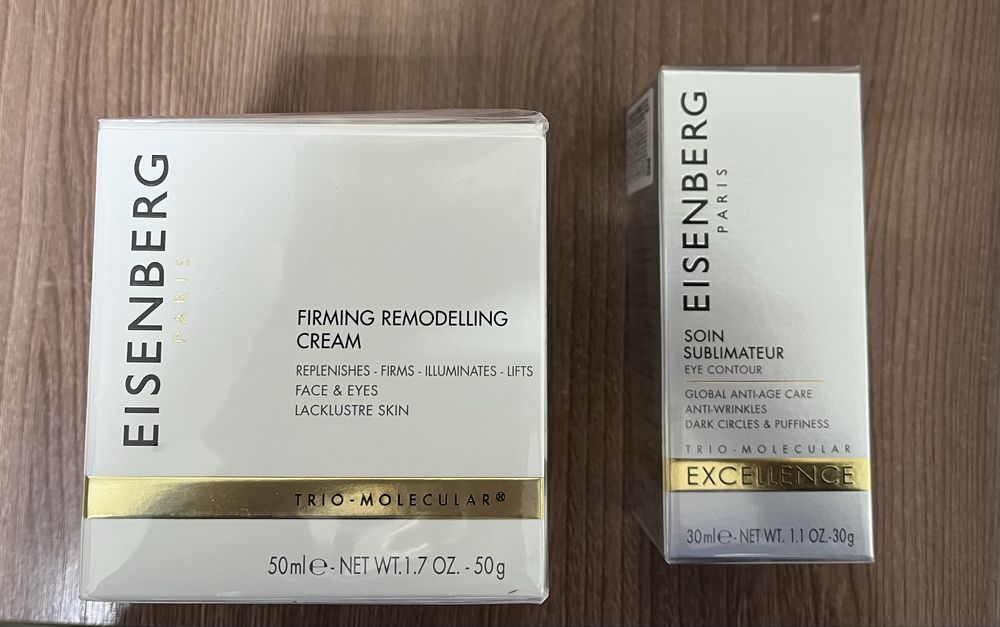 EISENBERG
PARIS
FIRMING REMODELLING
CREAM
REPLENISHES - FIRMS - ILLUMINATES - LIFTS
FACE & EYES
LACKLUSTRE SKIN
TRIO-MOLECULAR®
50ml℮ - NET WT.1.7 OZ. - 50g
EISENBERG
PARIS
SOIN
SUBLIMATEUR
EYE CONTOUR
GLOBAL ANTI-AGE CARE
ANTI-WRINKLES
DARK CIRCLES & PUFFINESS
TRIO-MOLECULAR
EXCELLENCE
30ml℮ - NET WT. 1.1 OZ.-30g